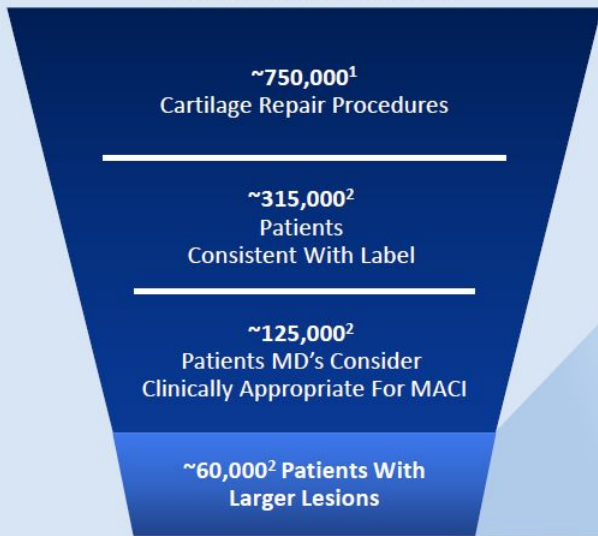 ~750,000¹
Cartilage Repair Procedures
~315,000²
Patients
Consistent With Label
~125,000²
Patients MD's Consider
Clinically Appropriate For MACI
~60,000² Patients With
Larger Lesions